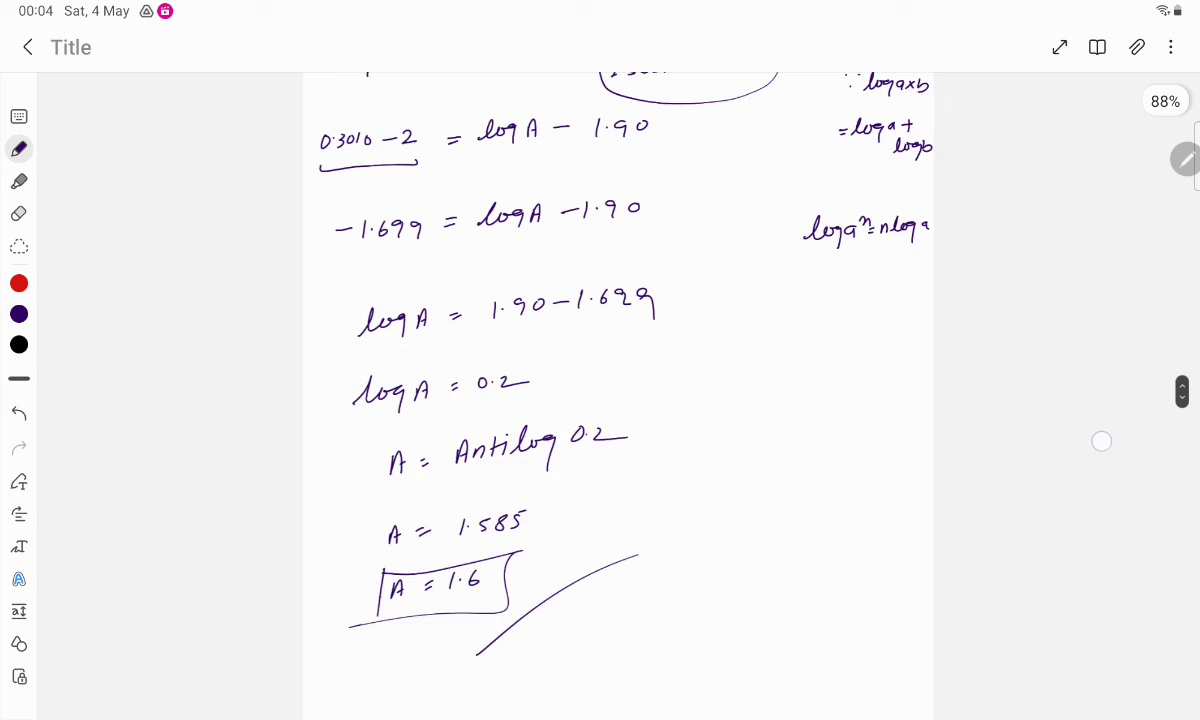 00:04 Sat, 4 May
Title
88%
∵ log a×b
0.3010 − 2 = log A − 1.90
= log a + log b
−1.699 = log A − 1.90
log aⁿ = n log a
log A = 1.90 − 1.699
log A = 0.2
A = Antilog 0.2
A = 1.585
A = 1.6